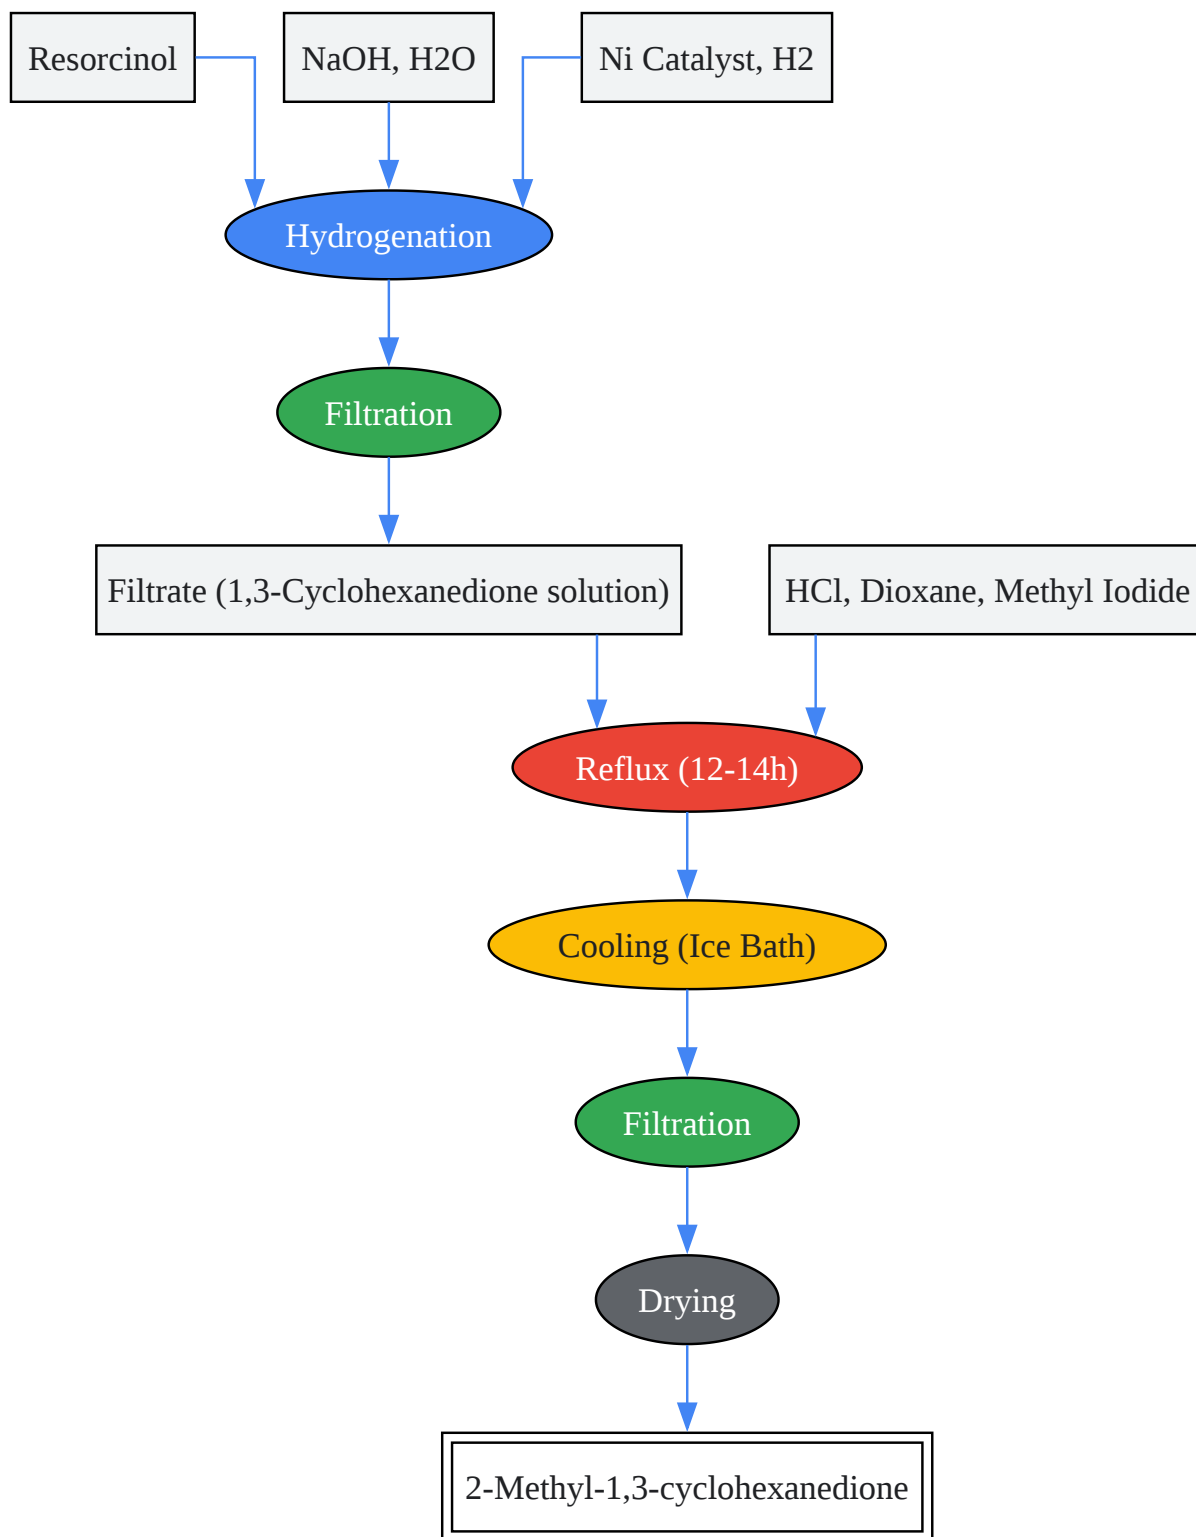 Resorcinol
NaOH, H2O
Ni Catalyst, H2
Hydrogenation
Filtration
Filtrate (1,3-Cyclohexanedione solution)
HCl, Dioxane, Methyl Iodide
Reflux (12-14h)
Cooling (Ice Bath)
Filtration
Drying
2-Methyl-1,3-cyclohexanedione